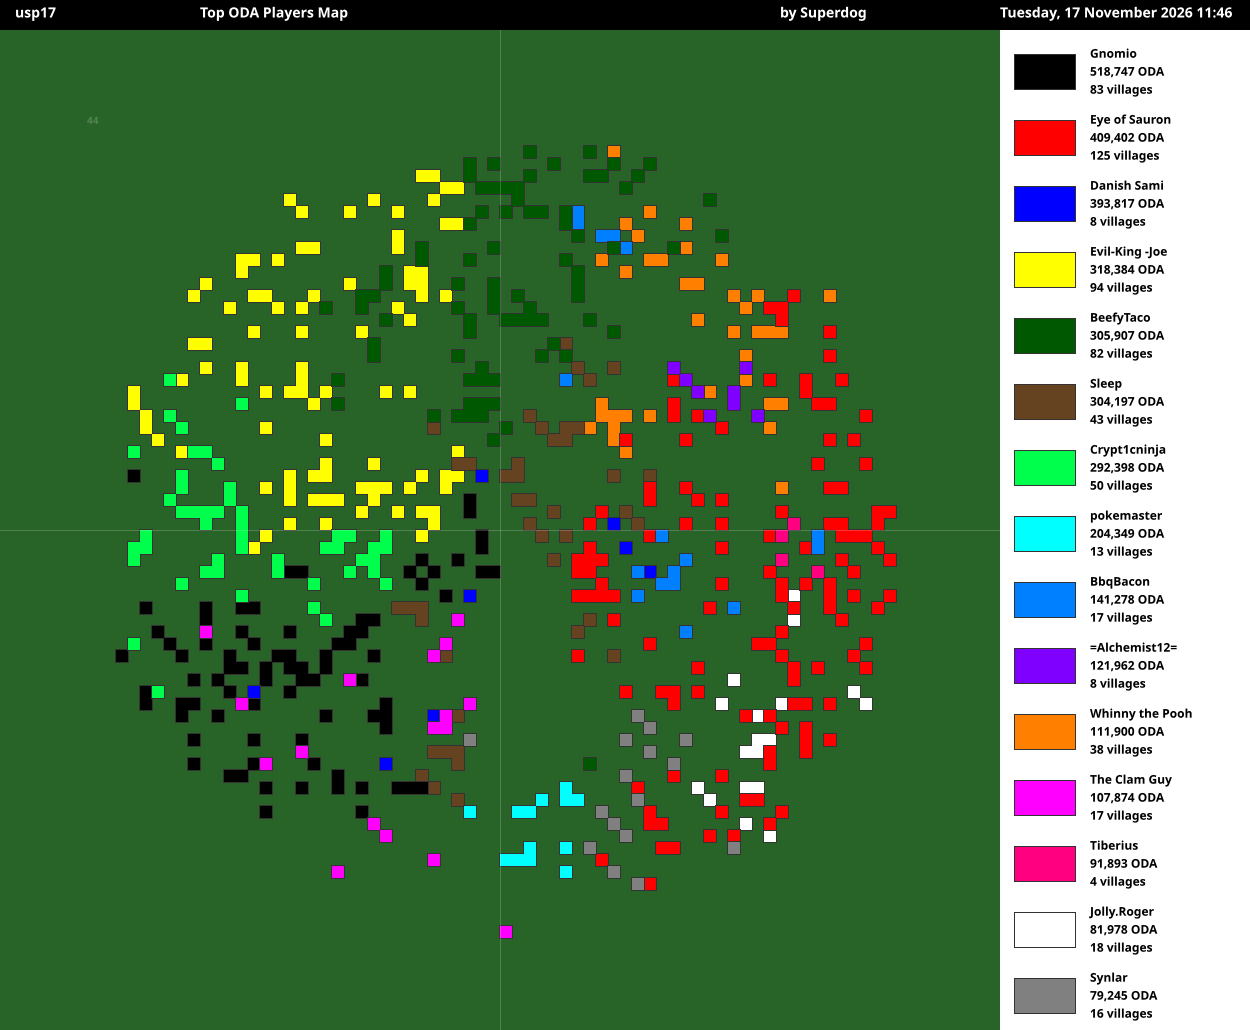 usp17 Top ODA Players Map by Superdog Tuesday, 17 November 2026 11:46
44
Gnomio
518,747 ODA
83 villages
Eye of Sauron
409,402 ODA
125 villages
Danish Sami
393,817 ODA
8 villages
Evil-King -Joe
318,384 ODA
94 villages
BeefyTaco
305,907 ODA
82 villages
Sleep
304,197 ODA
43 villages
Crypt1cninja
292,398 ODA
50 villages
pokemaster
204,349 ODA
13 villages
BbqBacon
141,278 ODA
17 villages
=Alchemist12=
121,962 ODA
8 villages
Whinny the Pooh
111,900 ODA
38 villages
The Clam Guy
107,874 ODA
17 villages
Tiberius
91,893 ODA
4 villages
Jolly.Roger
81,978 ODA
18 villages
Synlar
79,245 ODA
16 villages